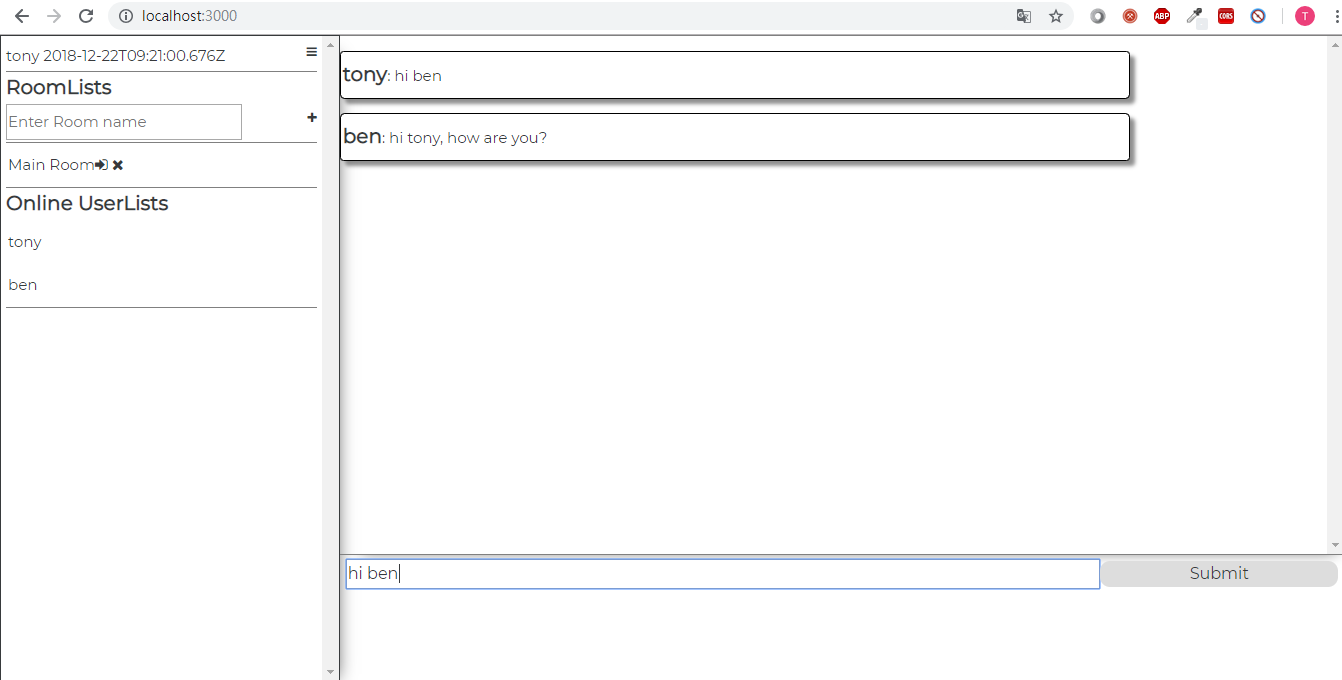 localhost:3000
ABP
CORS
T
tony 2018-12-22T09:21:00.676Z
RoomLists
Enter Room name
Main Room
Online UserLists
tony
ben
tony: hi ben
ben: hi tony, how are you?
hi ben
Submit